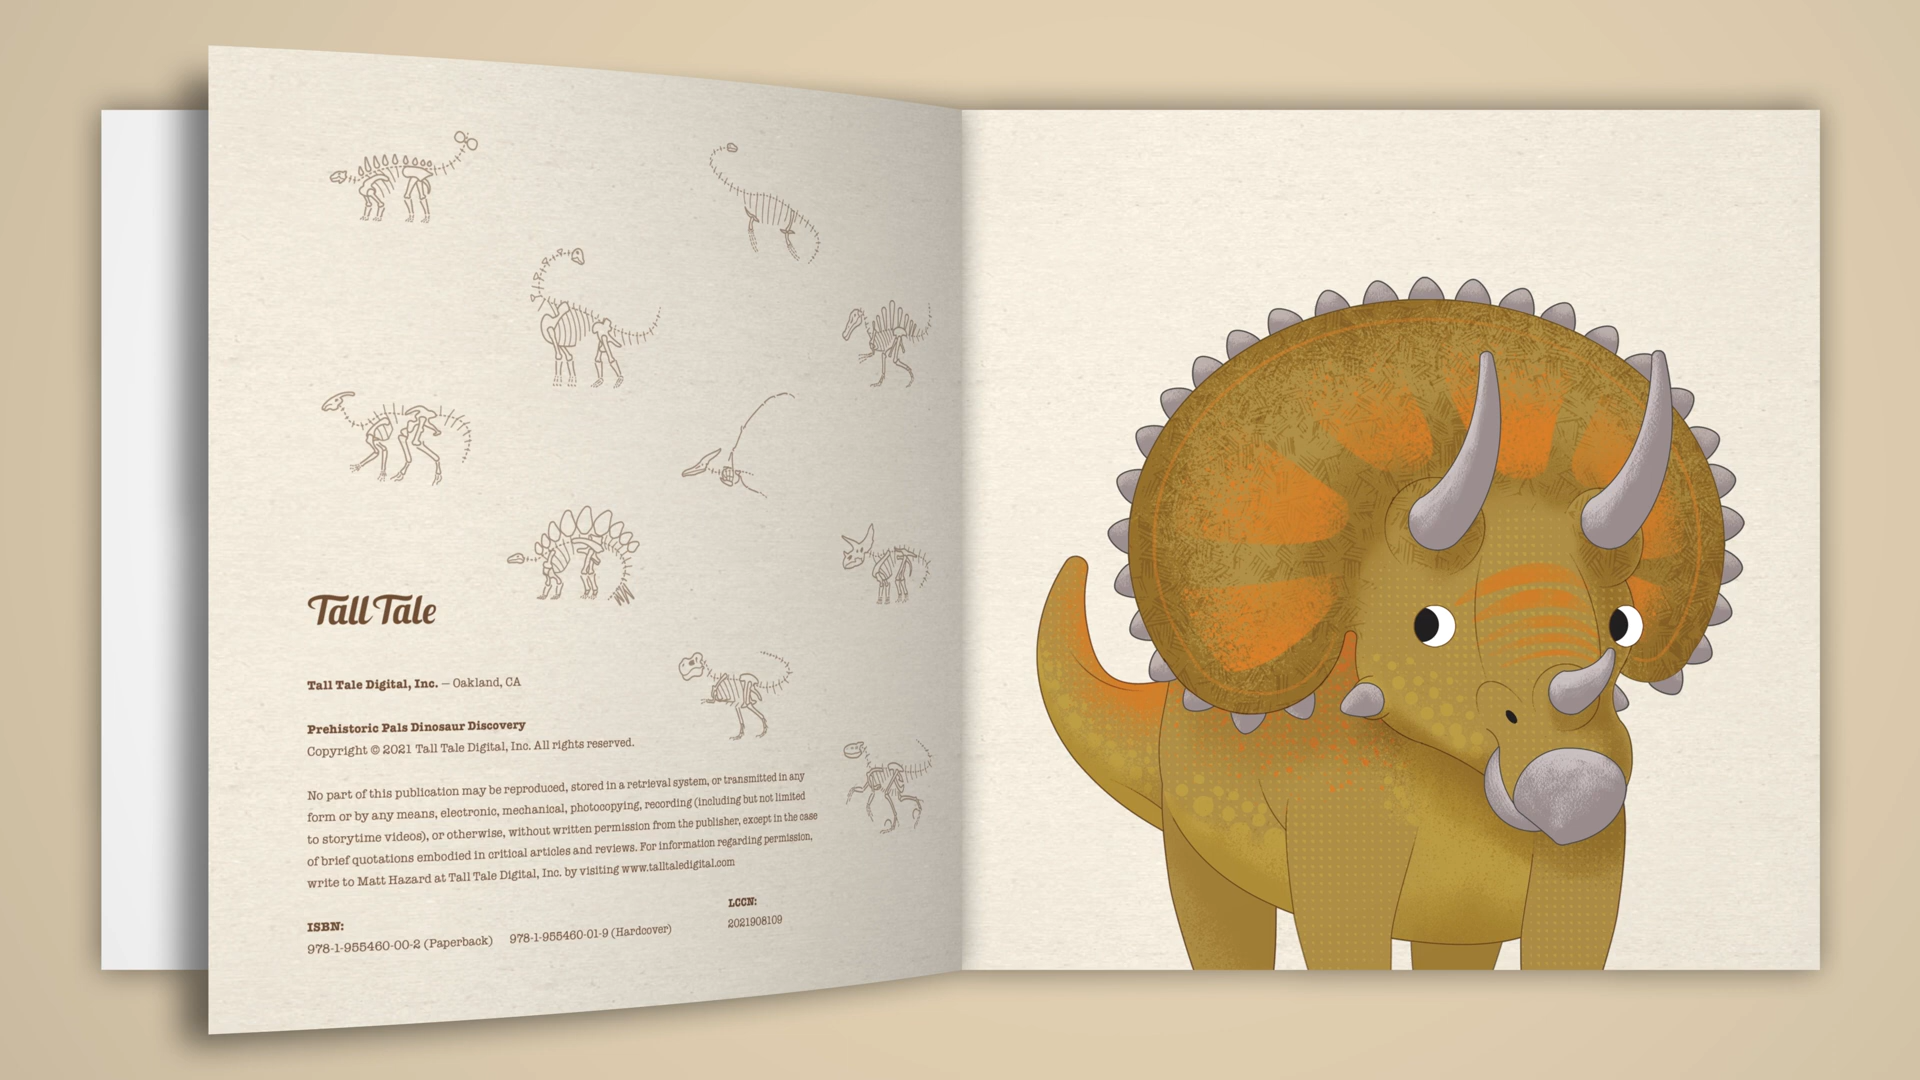 Tall Tale
Tall Tale Digital, Inc. — Oakland, CA
Prehistoric Pals Dinosaur Discovery
Copyright © 2021 Tall Tale Digital, Inc. All rights reserved.
No part of this publication may be reproduced, stored in a retrieval system, or transmitted in any
form or by any means, electronic, mechanical, photocopying, recording (including but not limited
to storytime videos), or otherwise, without written permission from the publisher, except in the case
of brief quotations embodied in critical articles and reviews. For information regarding permission,
write to Matt Hazard at Tall Tale Digital, Inc. by visiting www.talltaledigital.com
ISBN:
978-1-955460-00-2 (Paperback) 978-1-955460-01-9 (Hardcover)
LCCN:
2021908109